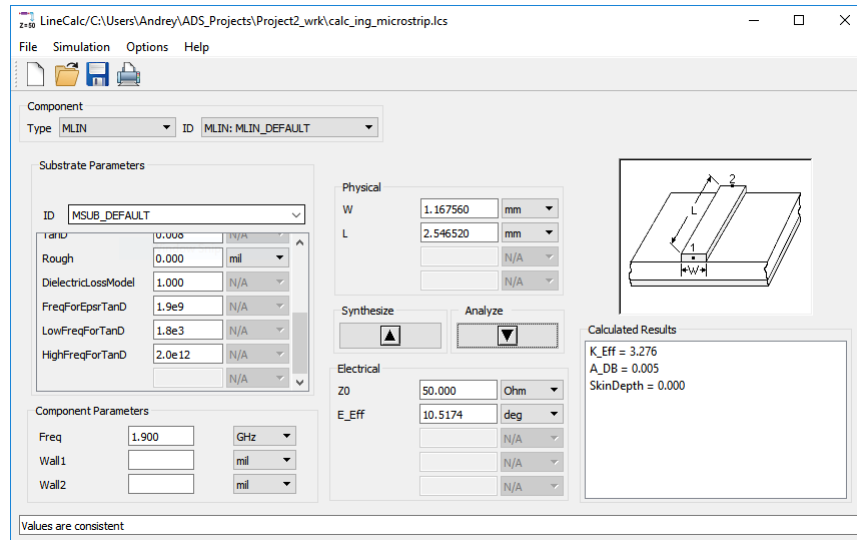 LineCalc/C:\Users\Andrey\ADS_Projects\Project2_wrk\calc_ing_microstrip.lcs
Z=50
File Simulation Options Help
Component
Type MLIN ID MLIN: MLIN_DEFAULT
Substrate Parameters
ID MSUB_DEFAULT
TanD 0.008 N/A
Rough 0.000 mil
DielectricLossModel 1.000 N/A
FreqForEpsrTanD 1.9e9 N/A
LowFreqForTanD 1.8e3 N/A
HighFreqForTanD 2.0e12 N/A
N/A
Component Parameters
Freq 1.900 GHz
Wall1 mil
Wall2 mil
Physical
W 1.167560 mm
L 2.546520 mm
N/A
N/A
Synthesize Analyze
Electrical
Z0 50.000 Ohm
E_Eff 10.5174 deg
N/A
N/A
N/A
2
L
1
W
Calculated Results
K_Eff = 3.276
A_DB = 0.005
SkinDepth = 0.000
Values are consistent